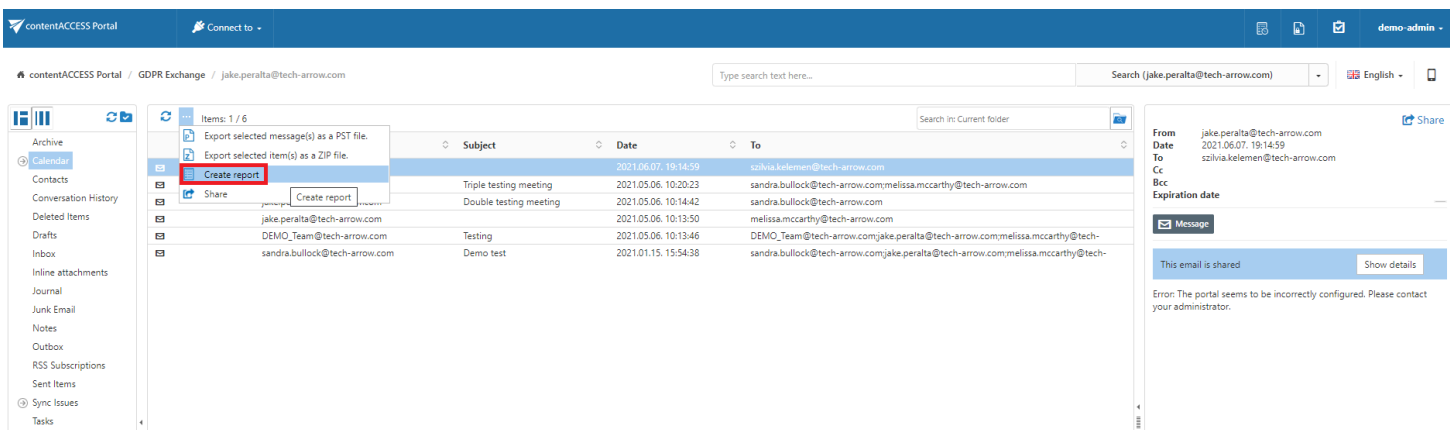 contentACCESS Portal
Connect to
demo-admin
contentACCESS Portal / GDPR Exchange / jake.peralta@tech-arrow.com
Type search text here...
Search (jake.peralta@tech-arrow.com)
English
Archive
Calendar
Contacts
Conversation History
Deleted Items
Drafts
Inbox
Inline attachments
Journal
Junk Email
Notes
Outbox
RSS Subscriptions
Sent Items
Sync Issues
Tasks
Items: 1 / 6
Search in: Current folder
Export selected message(s) as a PST file.
Export selected item(s) as a ZIP file.
Create report
Share
Create report
Subject Date To
2021.06.07. 19:14:59 szilvia.kelemen@tech-arrow.com
Triple testing meeting 2021.05.06. 10:20:23 sandra.bullock@tech-arrow.com;melissa.mccarthy@tech-arrow.com
Double testing meeting 2021.05.06. 10:14:42 sandra.bullock@tech-arrow.com
jake.peralta@tech-arrow.com 2021.05.06. 10:13:50 melissa.mccarthy@tech-arrow.com
DEMO_Team@tech-arrow.com Testing 2021.05.06. 10:13:46 DEMO_Team@tech-arrow.com;jake.peralta@tech-arrow.com;melissa.mccarthy@tech-
sandra.bullock@tech-arrow.com Demo test 2021.01.15. 15:54:38 sandra.bullock@tech-arrow.com;jake.peralta@tech-arrow.com;melissa.mccarthy@tech-
Share
From jake.peralta@tech-arrow.com
Date 2021.06.07. 19:14:59
To szilvia.kelemen@tech-arrow.com
Cc
Bcc
Expiration date
Message
This email is shared
Show details
Error: The portal seems to be incorrectly configured. Please contact
your administrator.